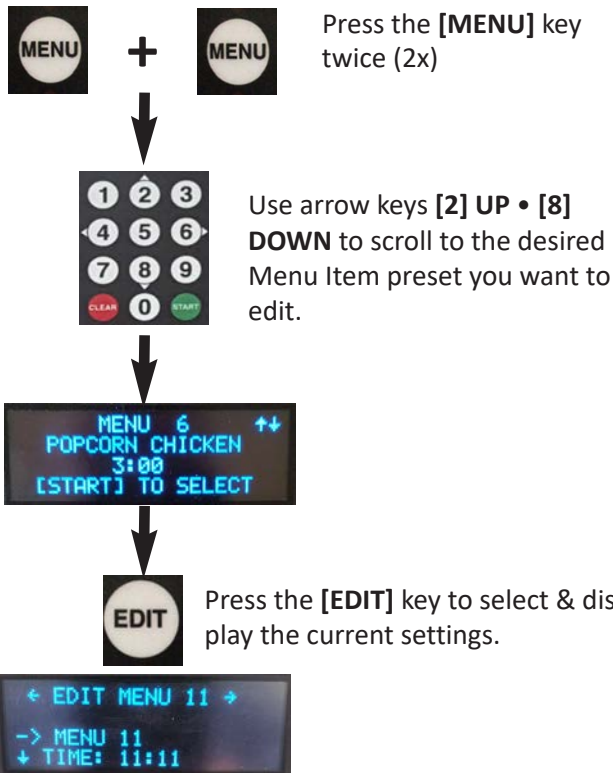 MENU + MENU
Press the [MENU] key
twice (2x)
1 2 3
4 5 6
7 8 9
CLEAR 0 START
Use arrow keys [2] UP • [8]
DOWN to scroll to the desired
Menu Item preset you want to
edit.
MENU 6 ↑↓
POPCORN CHICKEN
3:00
[START] TO SELECT
EDIT
Press the [EDIT] key to select & dis
play the current settings.
← EDIT MENU 11 →
-> MENU 11
↓ TIME: 11:11